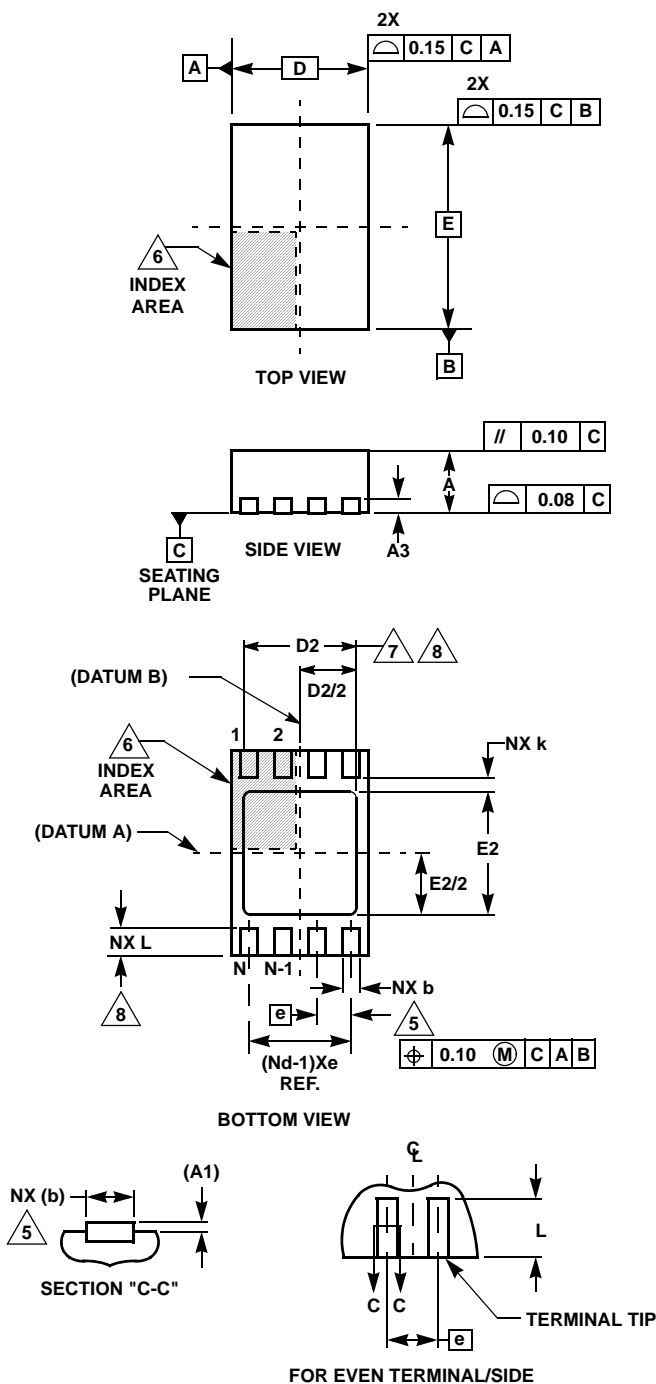 2X
⌓ 0.15 C A
A
D
2X
⌓ 0.15 C B
E
6
INDEX
AREA
B
TOP VIEW
// 0.10 C
A
⌓ 0.08 C
C
SEATING
PLANE
SIDE VIEW
A3
D2
7 8
(DATUM B)
D2/2
1 2
6
INDEX
AREA
NX k
(DATUM A)
E2
E2/2
NX L
N N-1
NX b
8
e
5
(Nd-1)Xe
REF.
⌖ 0.10 Ⓜ C A B
BOTTOM VIEW
(A1)
NX (b)
5
SECTION "C-C"
℄
L
C C
TERMINAL TIP
e
FOR EVEN TERMINAL/SIDE